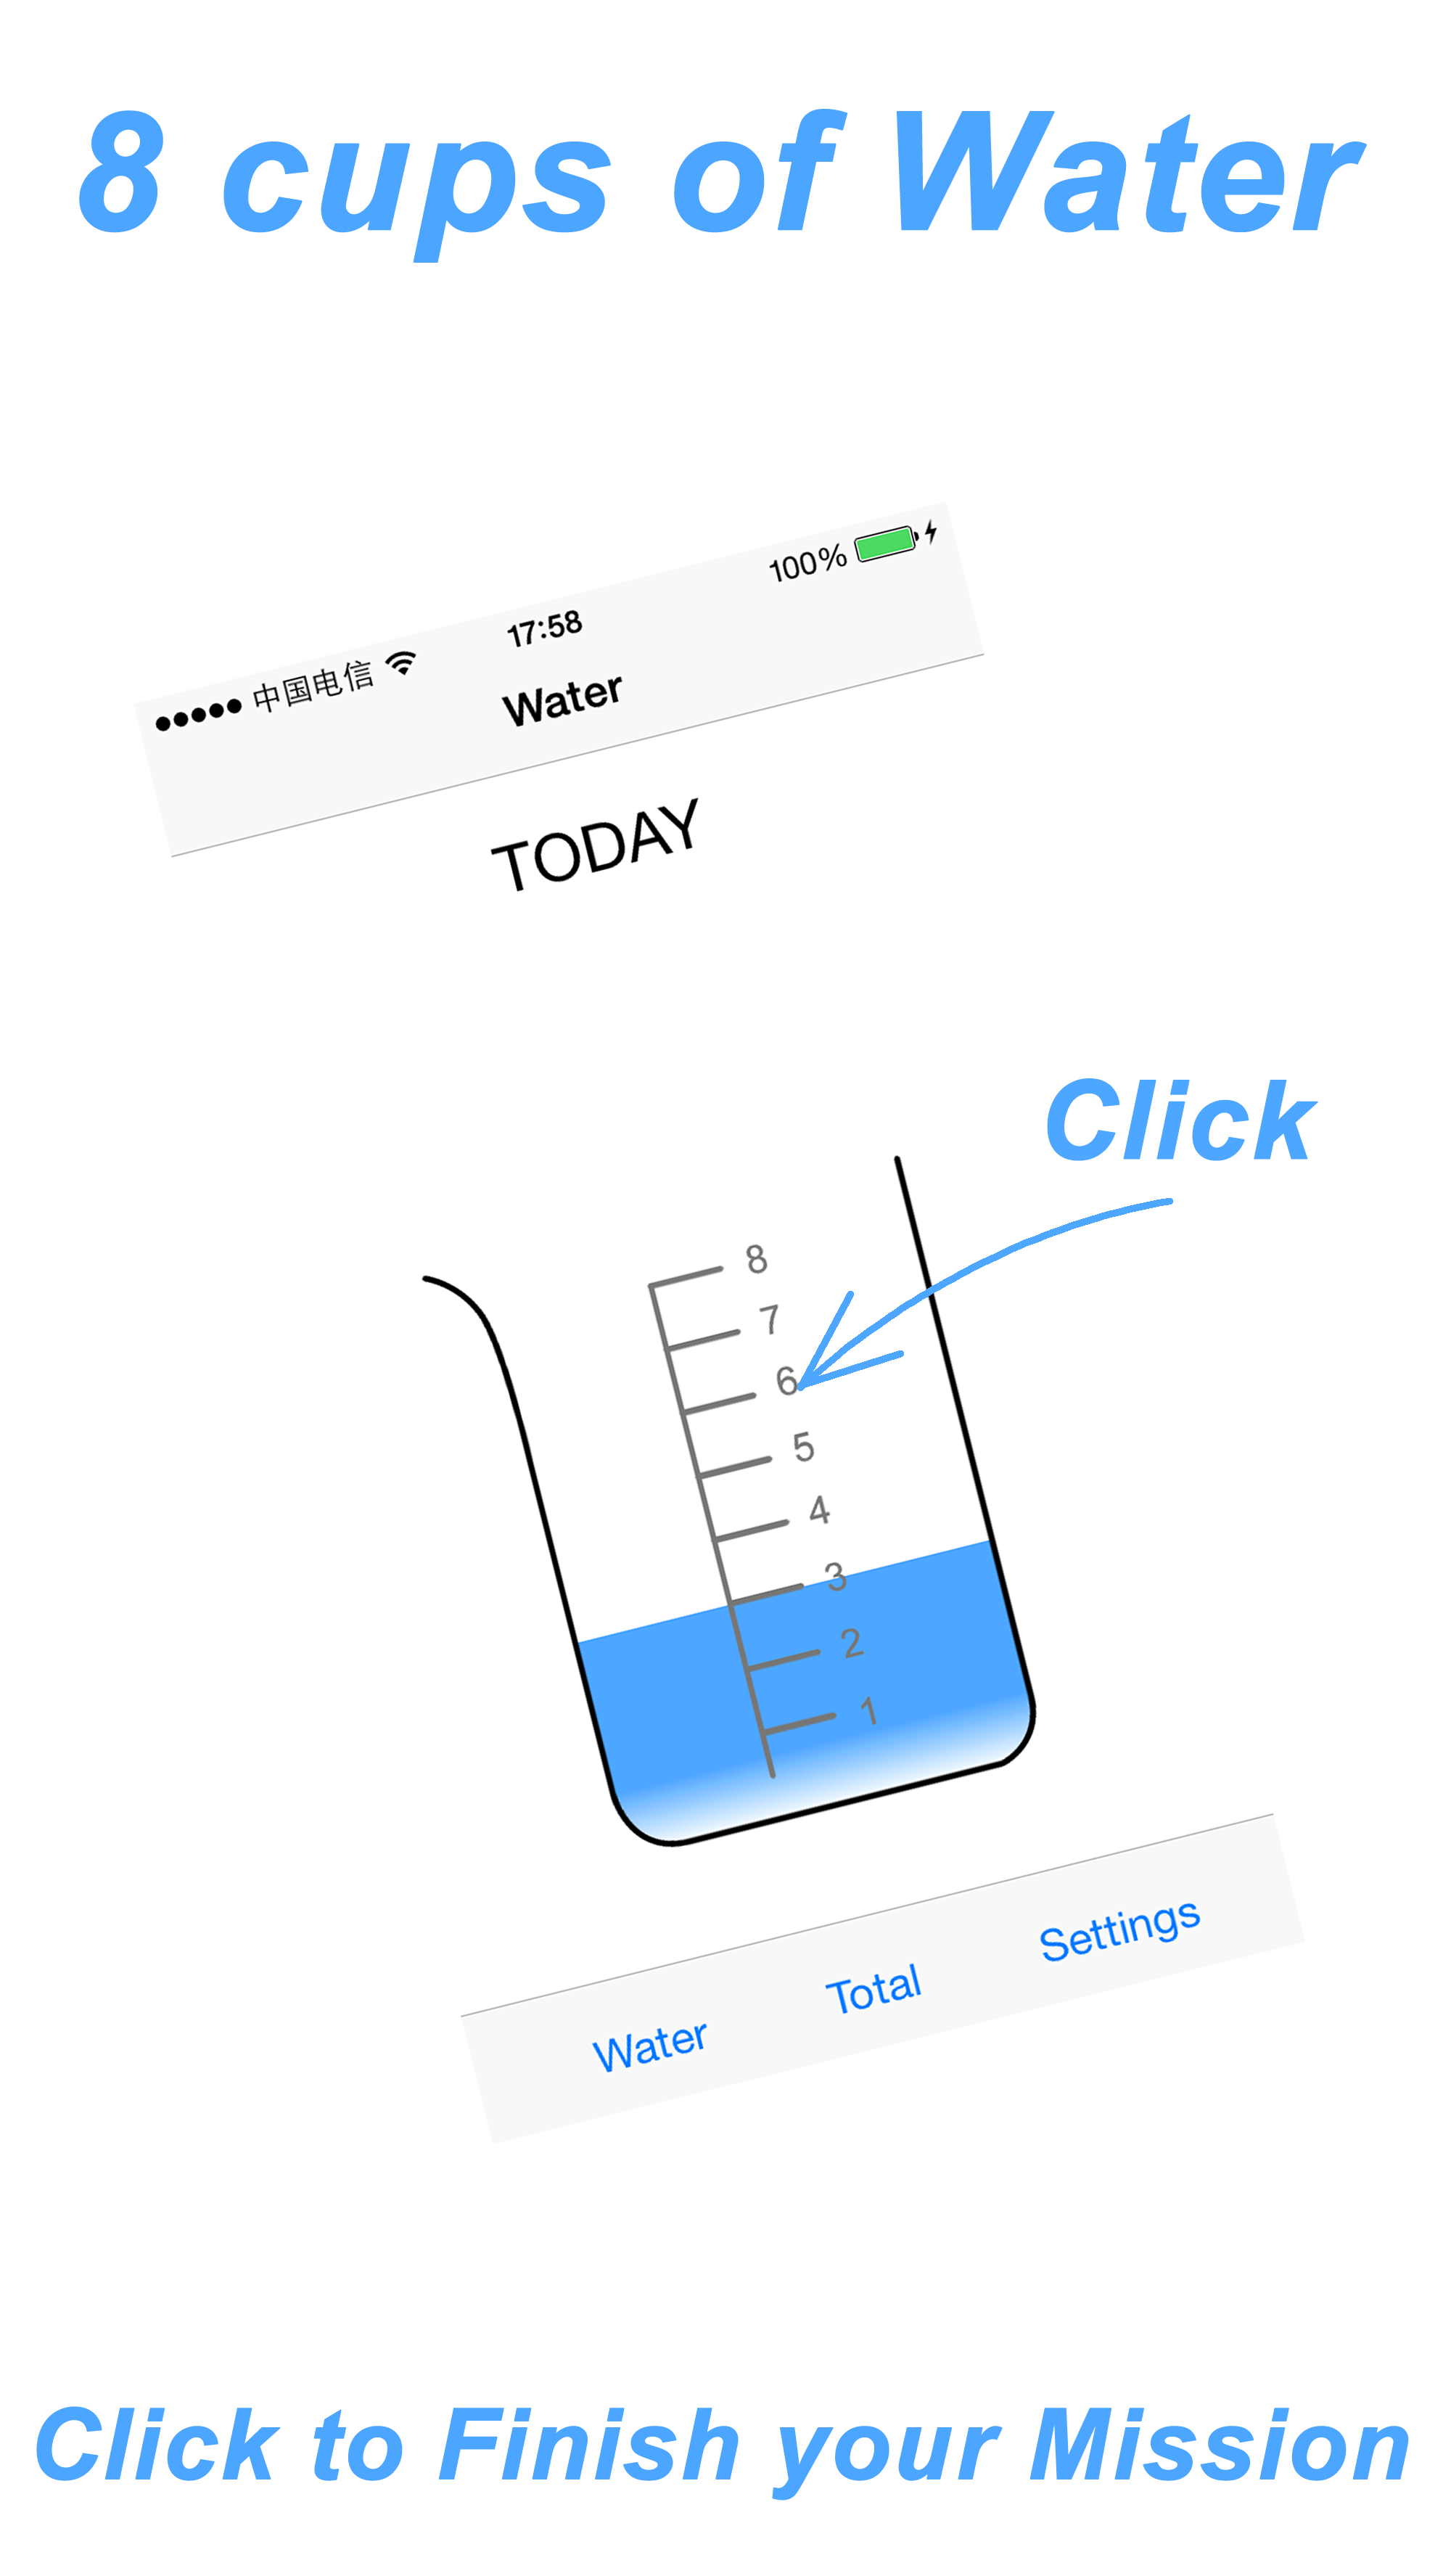 8 cups of Water
中国电信 17:58 100%
Water
TODAY
Click
8
7
6
5
4
3
2
1
Water Total Settings
Click to Finish your Mission